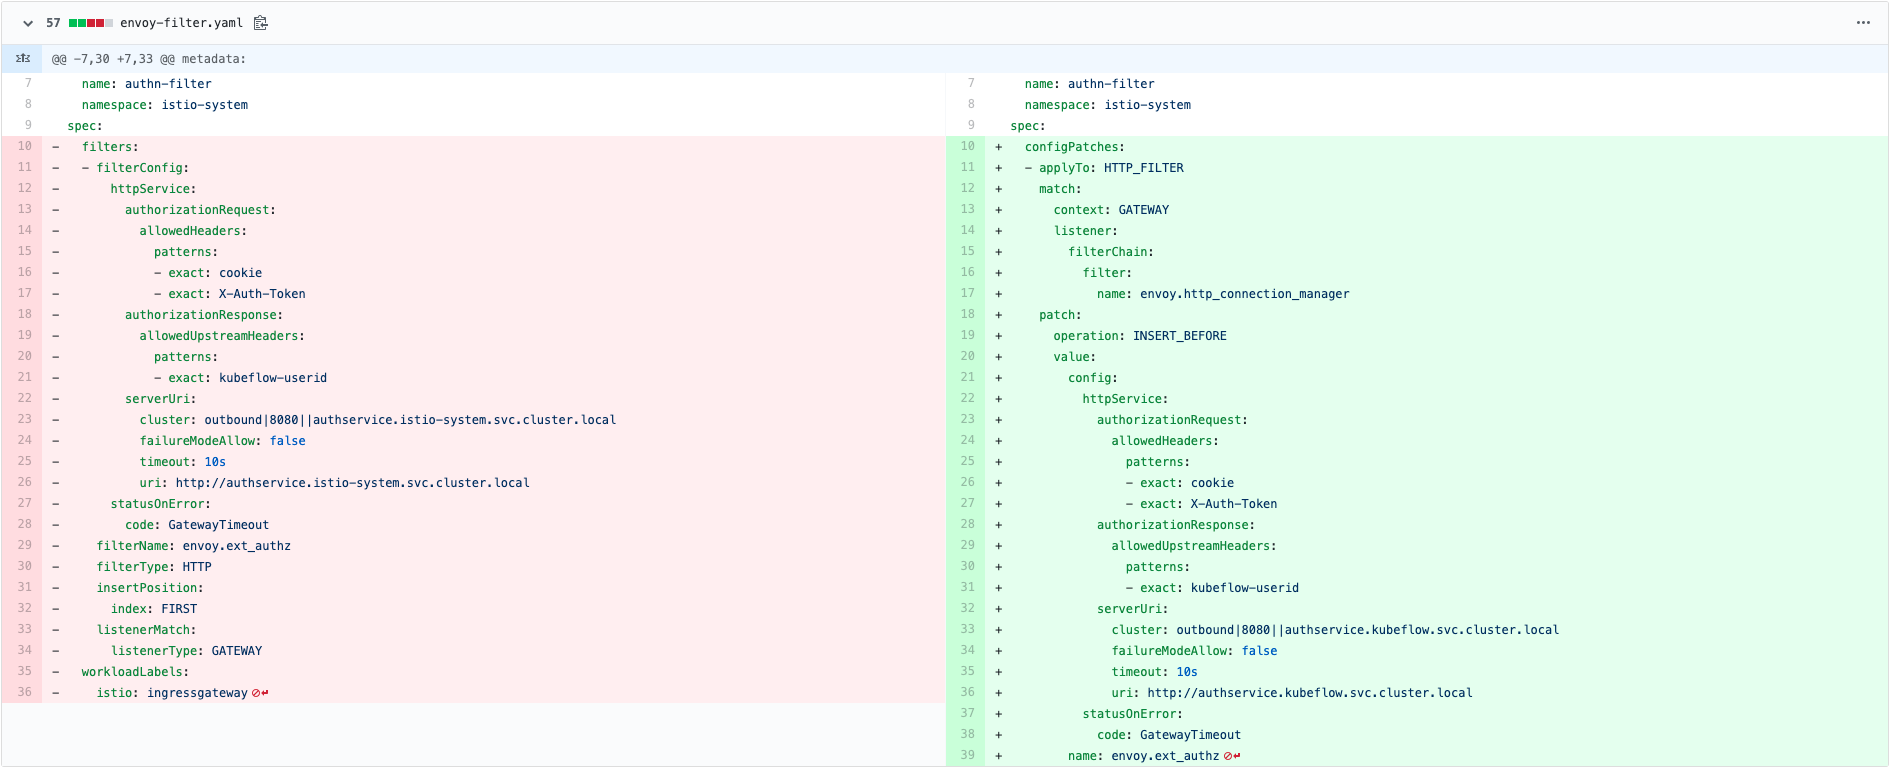 57 envoy-filter.yaml
@@ -7,30 +7,33 @@ metadata:
7 name: authn-filter
8 namespace: istio-system
9 spec:
10 - filters:
11 - - filterConfig:
12 - httpService:
13 - authorizationRequest:
14 - allowedHeaders:
15 - patterns:
16 - - exact: cookie
17 - - exact: X-Auth-Token
18 - authorizationResponse:
19 - allowedUpstreamHeaders:
20 - patterns:
21 - - exact: kubeflow-userid
22 - serverUri:
23 - cluster: outbound|8080||authservice.istio-system.svc.cluster.local
24 - failureModeAllow: false
25 - timeout: 10s
26 - uri: http://authservice.istio-system.svc.cluster.local
27 - statusOnError:
28 - code: GatewayTimeout
29 - filterName: envoy.ext_authz
30 - filterType: HTTP
31 - insertPosition:
32 - index: FIRST
33 - listenerMatch:
34 - listenerType: GATEWAY
35 - workloadLabels:
36 - istio: ingressgateway
7 name: authn-filter
8 namespace: istio-system
9 spec:
10 + configPatches:
11 + - applyTo: HTTP_FILTER
12 + match:
13 + context: GATEWAY
14 + listener:
15 + filterChain:
16 + filter:
17 + name: envoy.http_connection_manager
18 + patch:
19 + operation: INSERT_BEFORE
20 + value:
21 + config:
22 + httpService:
23 + authorizationRequest:
24 + allowedHeaders:
25 + patterns:
26 + - exact: cookie
27 + - exact: X-Auth-Token
28 + authorizationResponse:
29 + allowedUpstreamHeaders:
30 + patterns:
31 + - exact: kubeflow-userid
32 + serverUri:
33 + cluster: outbound|8080||authservice.kubeflow.svc.cluster.local
34 + failureModeAllow: false
35 + timeout: 10s
36 + uri: http://authservice.kubeflow.svc.cluster.local
37 + statusOnError:
38 + code: GatewayTimeout
39 + name: envoy.ext_authz